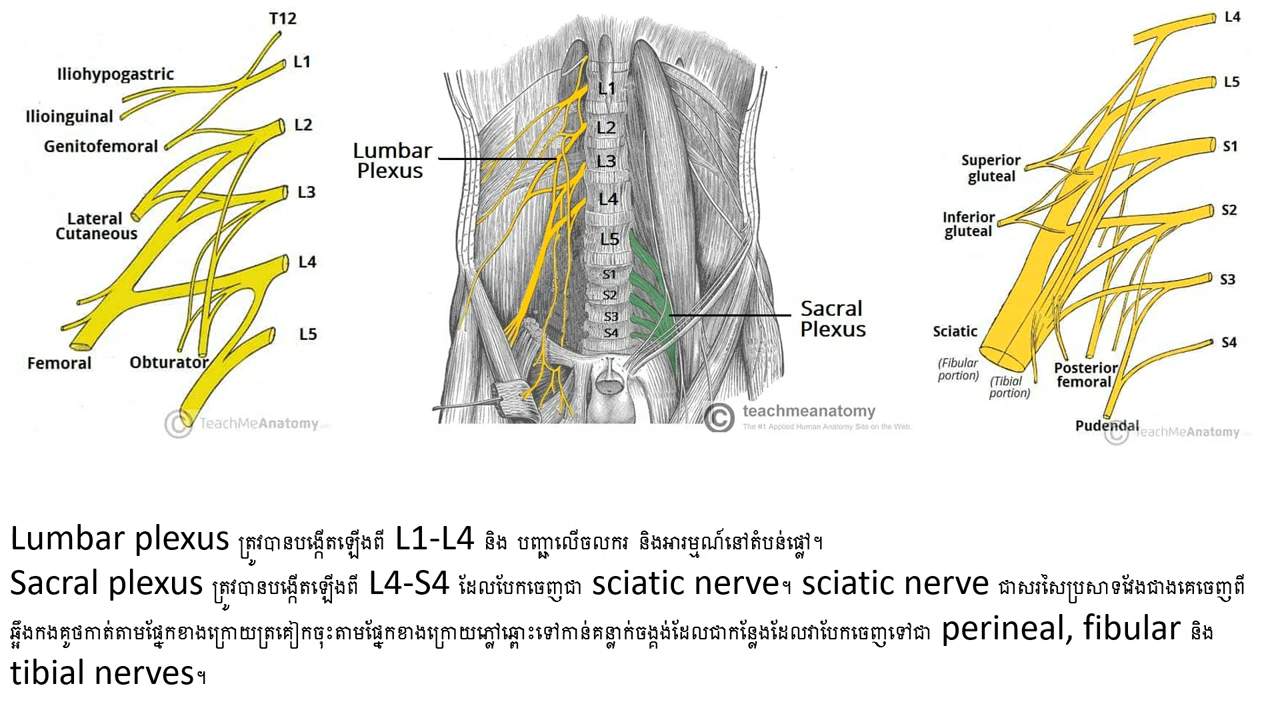 T12
L1
Iliohypogastric
Ilioinguinal
L2
Genitofemoral
L3
Lateral
Cutaneous
L4
L5
Femoral
Obturator
TeachMeAnatomy
Lumbar
Plexus
L1
L2
L3
L4
L5
S1
S2
S3
S4
Sacral
Plexus
teachmeanatomy
The #1 Applied Human Anatomy Site on the Web.
L4
L5
S1
Superior
gluteal
S2
Inferior
gluteal
S3
Sciatic
S4
(Fibular
portion)
(Tibial
portion)
Posterior
femoral
Pudendal
TeachMeAnatomy
Lumbar plexus ត្រូវបានបង្កើតឡើងពី L1-L4 និង បញ្ជាលើចលករ និងអារម្មណ៍នៅតំបន់ផ្លៅ។
Sacral plexus ត្រូវបានបង្កើតឡើងពី L4-S4 ដែលបែកចេញជា sciatic nerve។ sciatic nerve ជាសរសៃប្រសាទវែងជាងគេចេញពី
ឆ្អឹងកងគូថកាត់តាមផ្នែកខាងក្រោយត្រគៀកចុះតាមផ្នែកខាងក្រោយភ្លៅឆ្ពោះទៅកាន់គន្លាក់ចង្គង់ដែលជាកន្លែងដែលវាបែកចេញទៅជា perineal, fibular និង
tibial nerves។